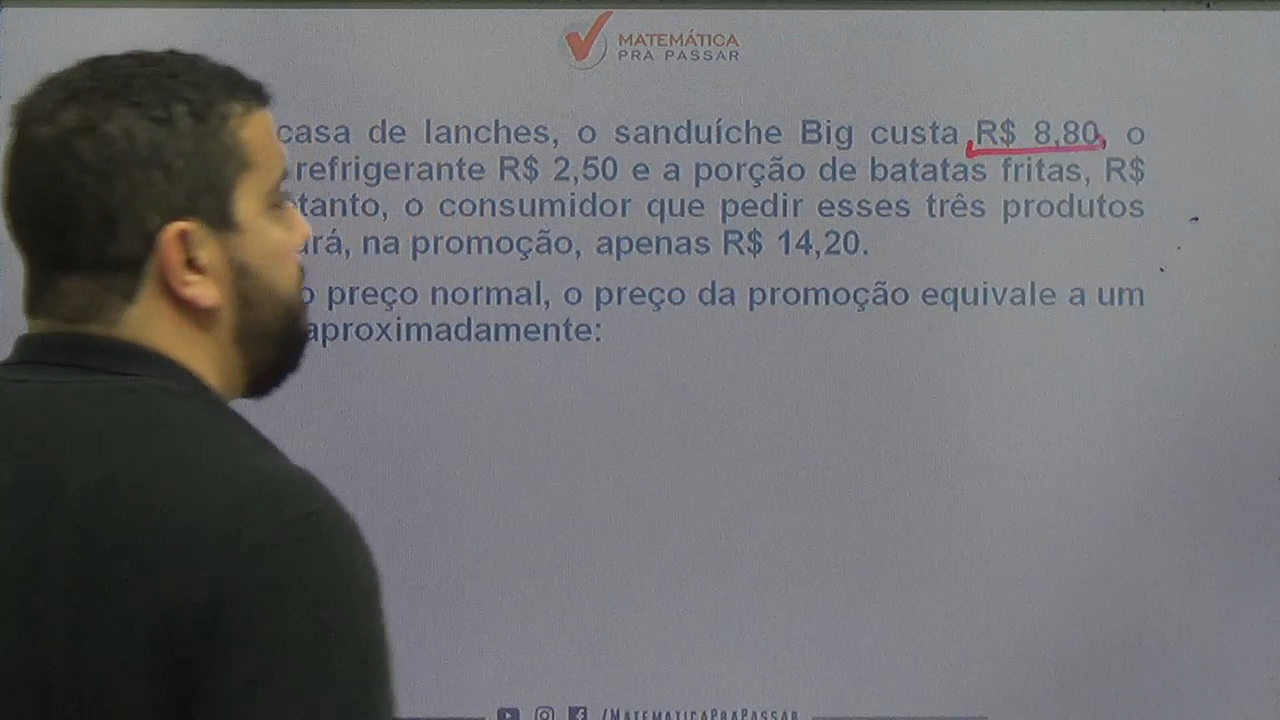 MATEMÁTICA
PRA PASSAR
casa de lanches, o sanduíche Big custa R$ 8,80, o
refrigerante R$ 2,50 e a porção de batatas fritas, R$
tanto, o consumidor que pedir esses três produtos
rá, na promoção, apenas R$ 14,20.
o preço normal, o preço da promoção equivale a um
aproximadamente:
/MATEMATICAPRAPASSAR